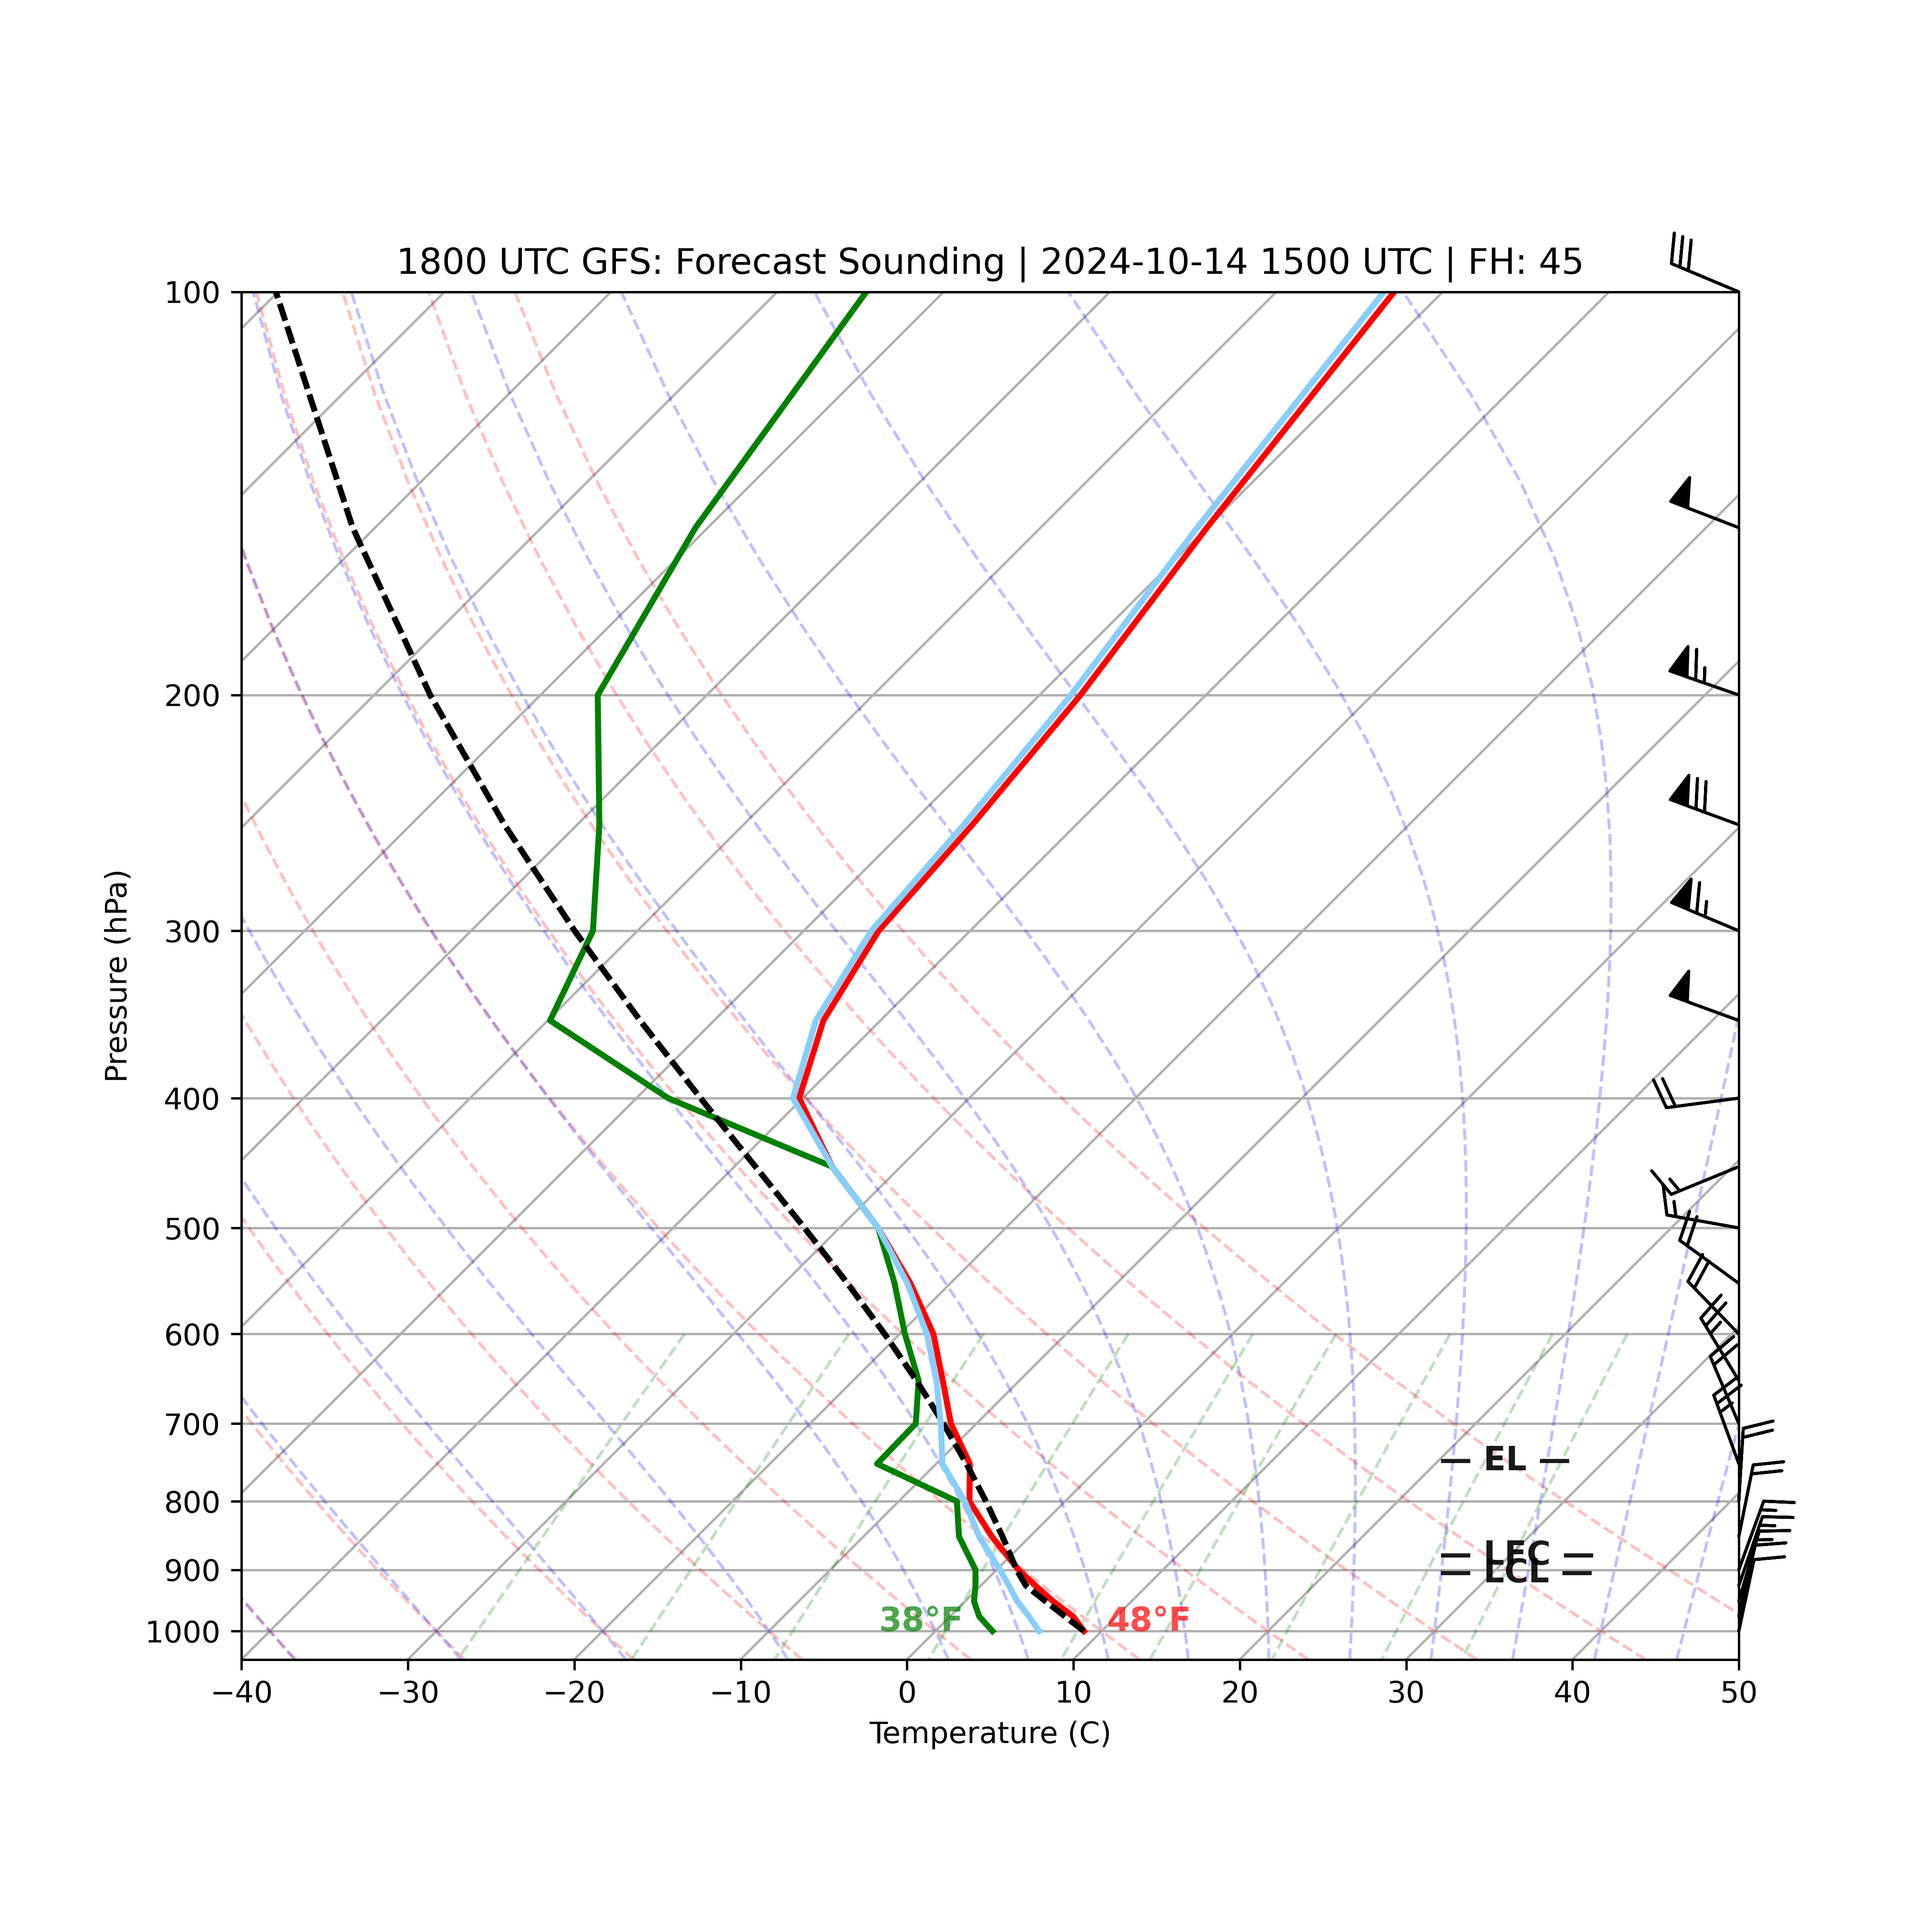 1800 UTC GFS: Forecast Sounding | 2024-10-14 1500 UTC | FH: 45
100
200
300
400
500
600
700
800
900
1000
Pressure (hPa)
— EL —
— LFC —
— LCL —
38°F
48°F
−40 −30 −20 −10 0 10 20 30 40 50
Temperature (C)